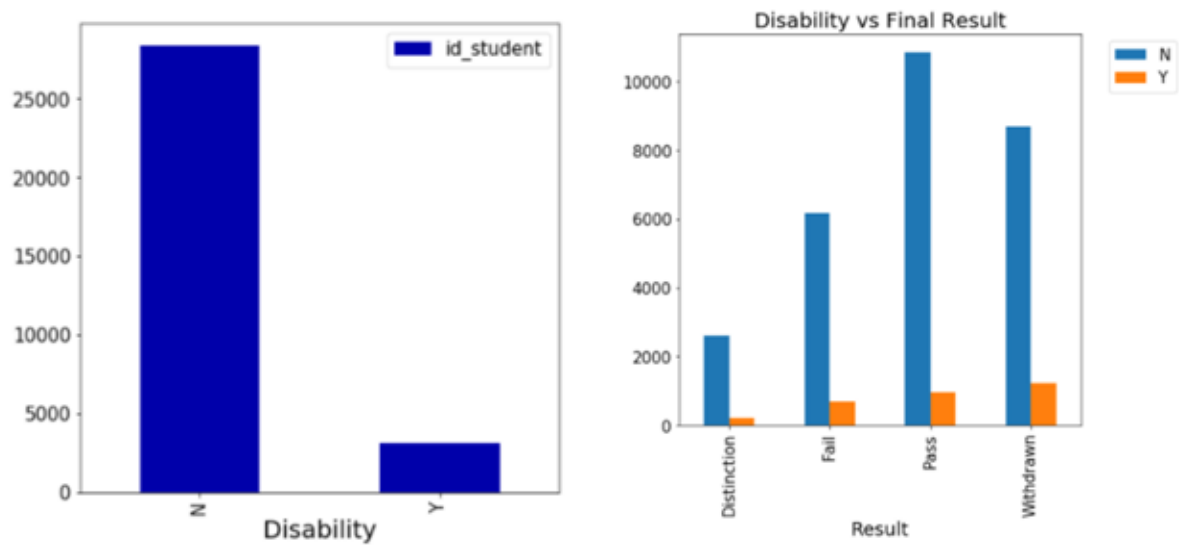 id_student
25000
20000
15000
10000
5000
0
N
Y
Disability
Disability vs Final Result
N
Y
10000
8000
6000
4000
2000
0
Distinction
Fail
Pass
Withdrawn
Result